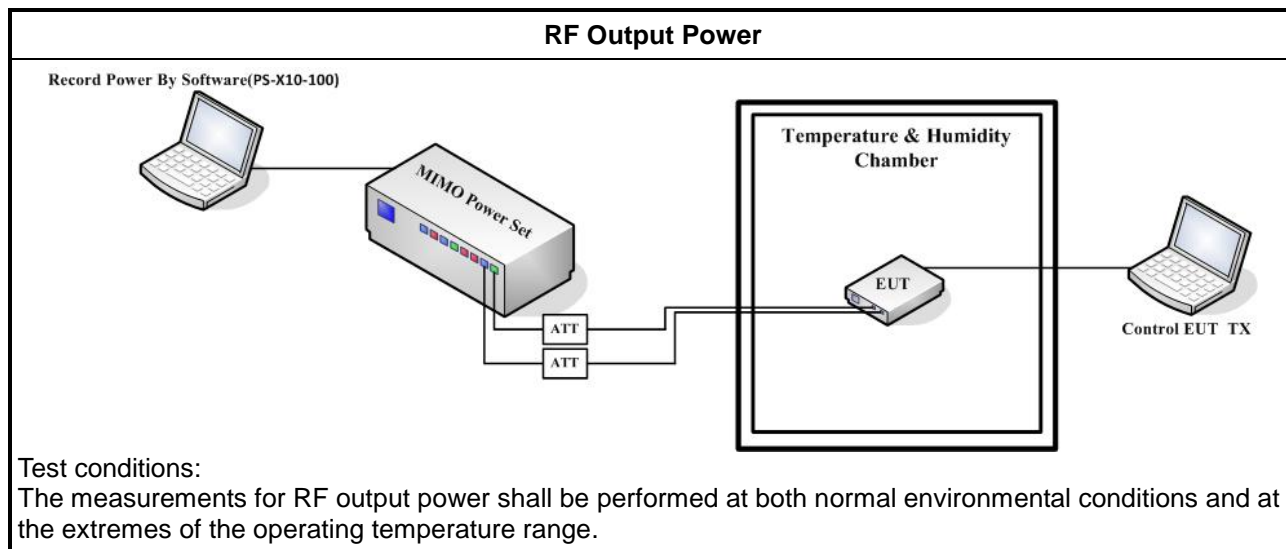 RF Output Power
Record Power By Software(PS-X10-100)
MIMO Power Set
Temperature & Humidity
Chamber
EUT
ATT
ATT
Control EUT TX
Test conditions:
The measurements for RF output power shall be performed at both normal environmental conditions and at
the extremes of the operating temperature range.